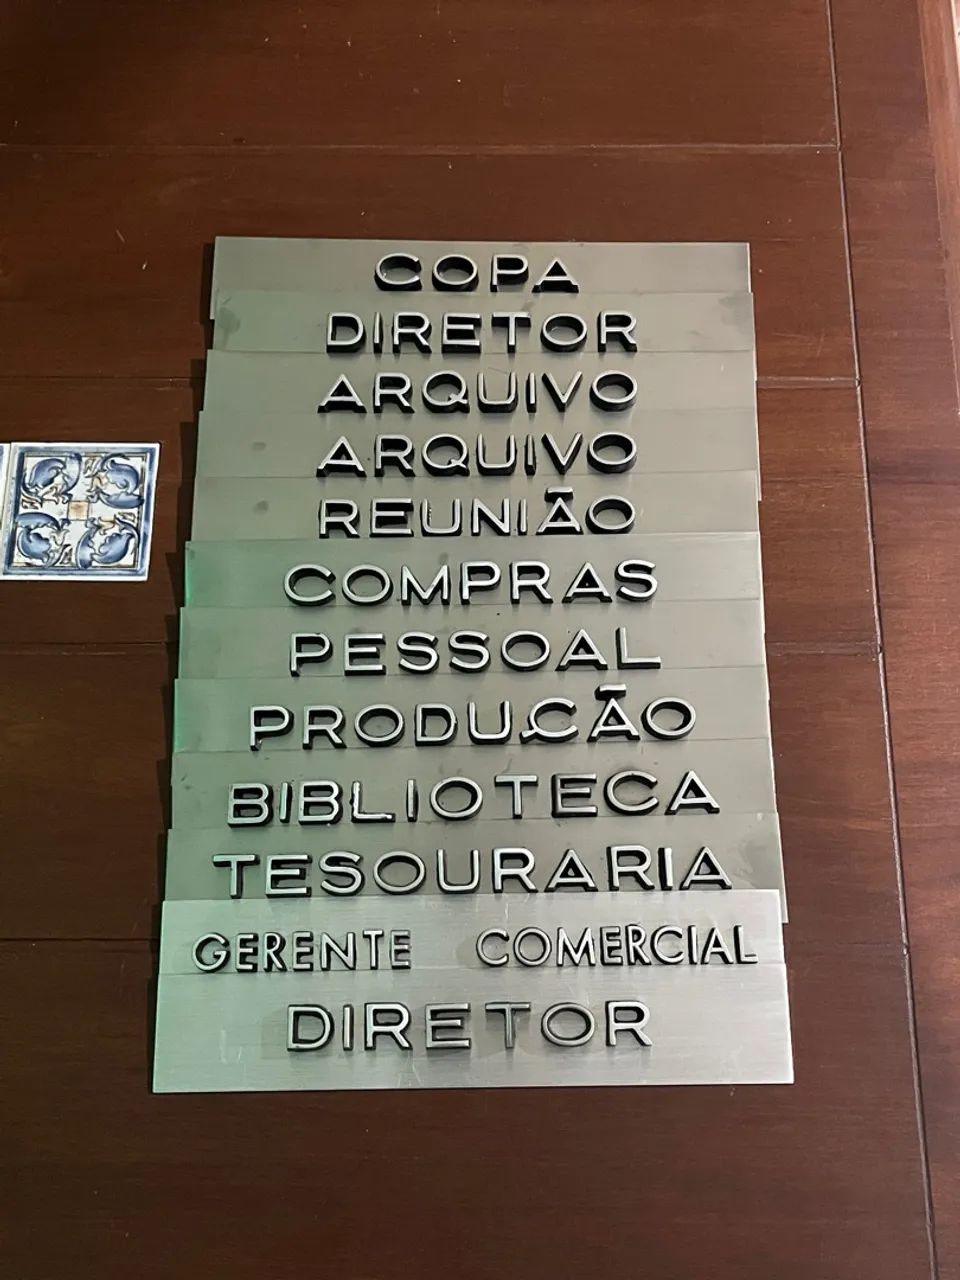 COPA
DIRETOR
ARQUIVO
ARQUIVO
REUNIÃO
COMPRAS
PESSOAL
PRODUÇÃO
BIBLIOTECA
TESOURARIA
GERENTE COMERCIAL
DIRETOR